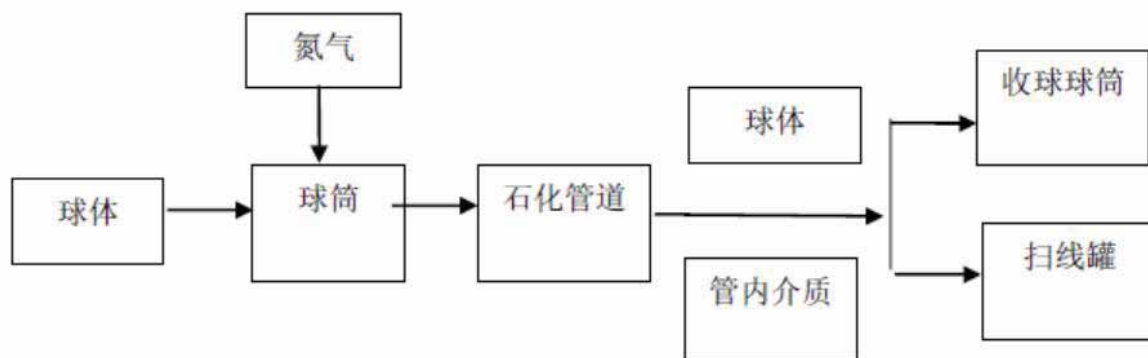 氮气
收球球筒
球体
球体
球筒
石化管道
管内介质
扫线罐